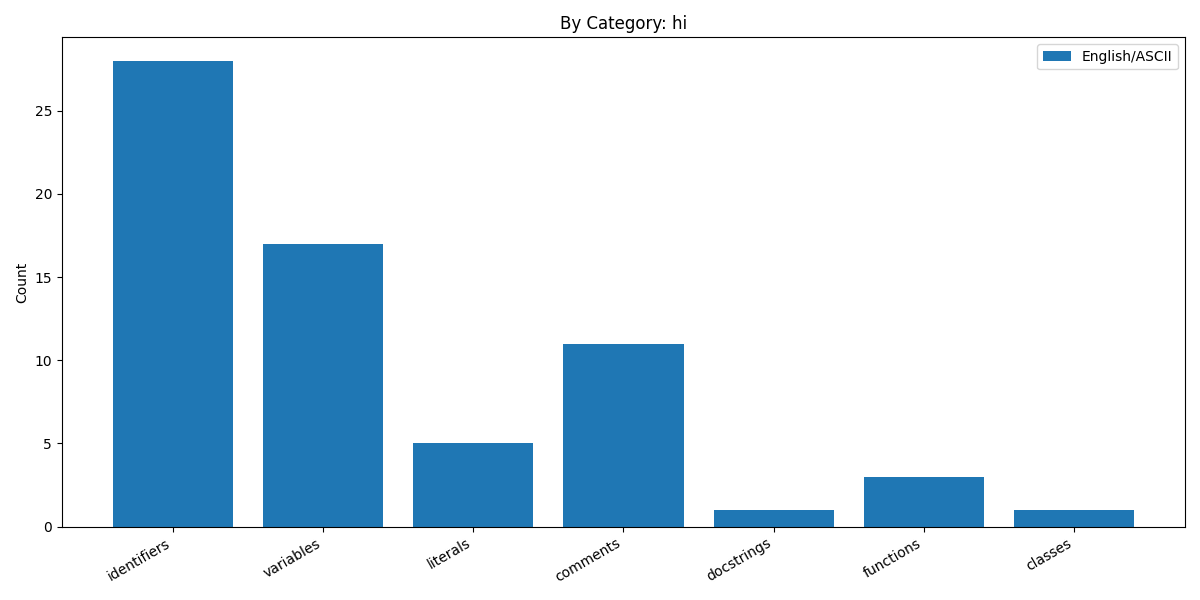 By Category: hi
English/ASCII
Count
25
20
15
10
5
0
identifiers
variables
literals
comments
docstrings
functions
classes